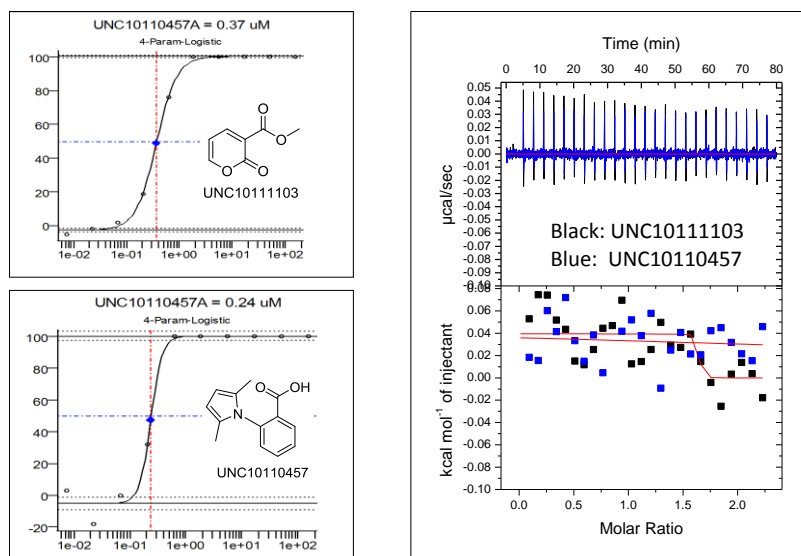 UNC10110457A = 0.37 uM
4-Param-Logistic
100
80
60
40
20
0
O
O
O
O
UNC10111103
1e-02 1e-01 1e+00 1e+01 1e+02
UNC10110457A = 0.24 uM
4-Param-Logistic
100
80
60
40
20
0
-20
O
OH
N
UNC10110457
1e-02 1e-01 1e+00 1e+01 1e+02
Time (min)
0 10 20 30 40 50 60 70 80
0.05
0.04
0.03
0.02
0.01
0.00
-0.01
-0.02
-0.03
-0.04
-0.05
-0.06
-0.07
-0.08
-0.09
-0.10
µcal/sec
Black: UNC10111103
Blue: UNC10110457
0.08
0.06
0.04
0.02
0.00
-0.02
-0.04
-0.10
kcal mol⁻¹ of injectant
0.0 0.5 1.0 1.5 2.0
Molar Ratio